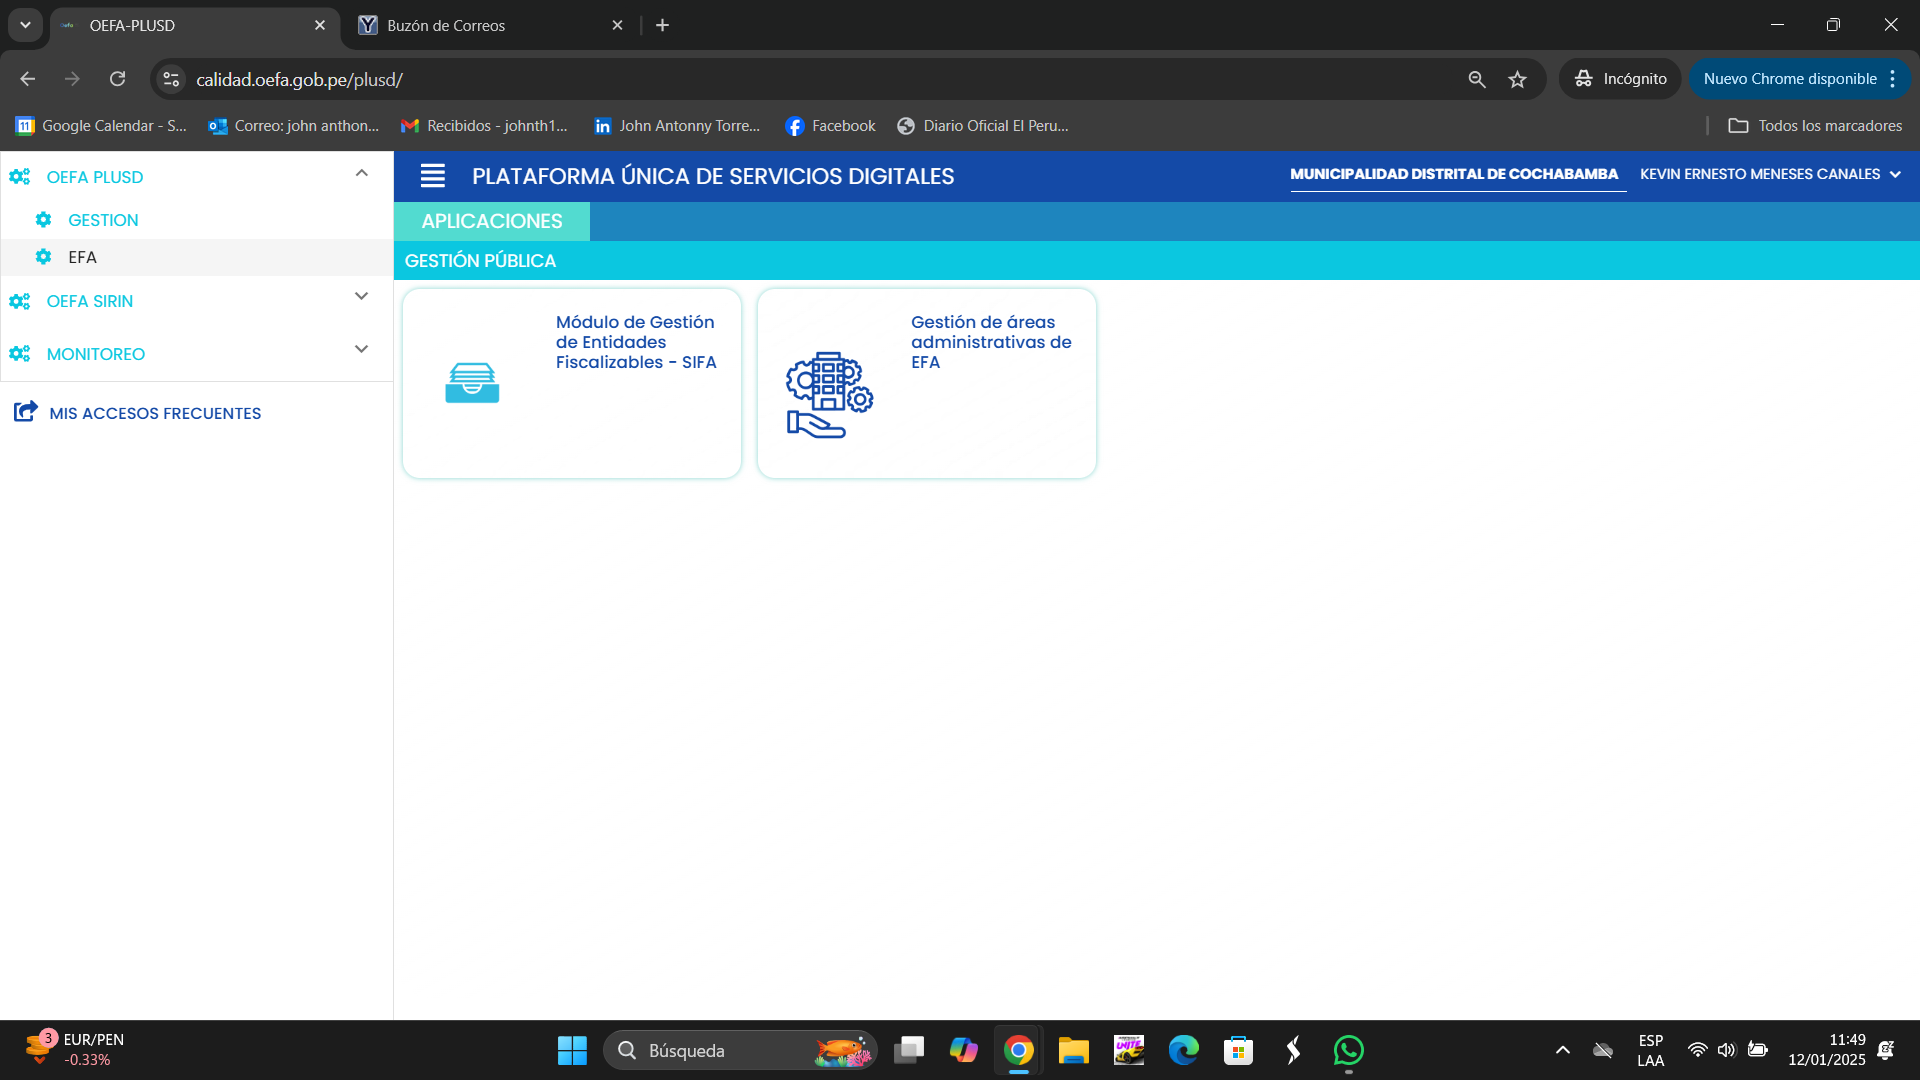 OEFA-PLUSD
Buzón de Correos
calidad.oefa.gob.pe/plusd/
Incógnito
Nuevo Chrome disponible
11
Google Calendar - S...
Correo: john anthon...
Recibidos - johnth1...
John Antonny Torre...
Facebook
Diario Oficial El Peru...
Todos los marcadores
OEFA PLUSD
GESTION
EFA
OEFA SIRIN
MONITOREO
MIS ACCESOS FRECUENTES
PLATAFORMA ÚNICA DE SERVICIOS DIGITALES
MUNICIPALIDAD DISTRITAL DE COCHABAMBA
KEVIN ERNESTO MENESES CANALES
APLICACIONES
GESTIÓN PÚBLICA
Módulo de Gestión
de Entidades
Fiscalizables - SIFA
Gestión de áreas
administrativas de
EFA
3
EUR/PEN
-0.33%
Búsqueda
ESP
LAA
11:49
12/01/2025